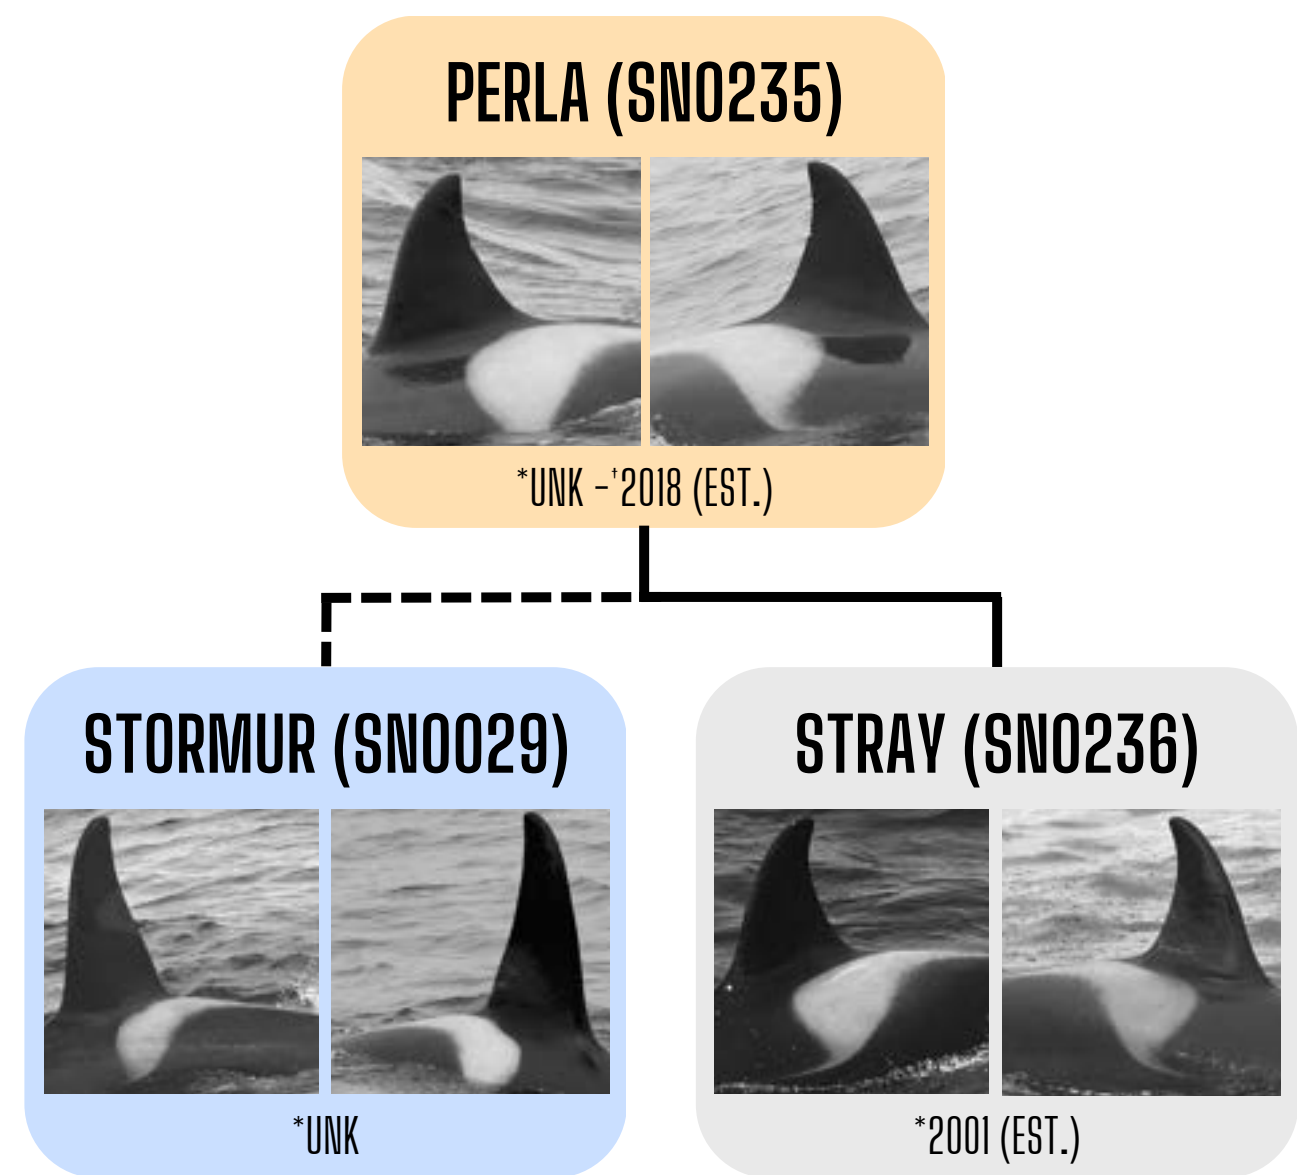 PERLA (SN0235)
*UNK –†2018 (EST.)
STORMUR (SN0029)
STRAY (SN0236)
*UNK
*2001 (EST.)